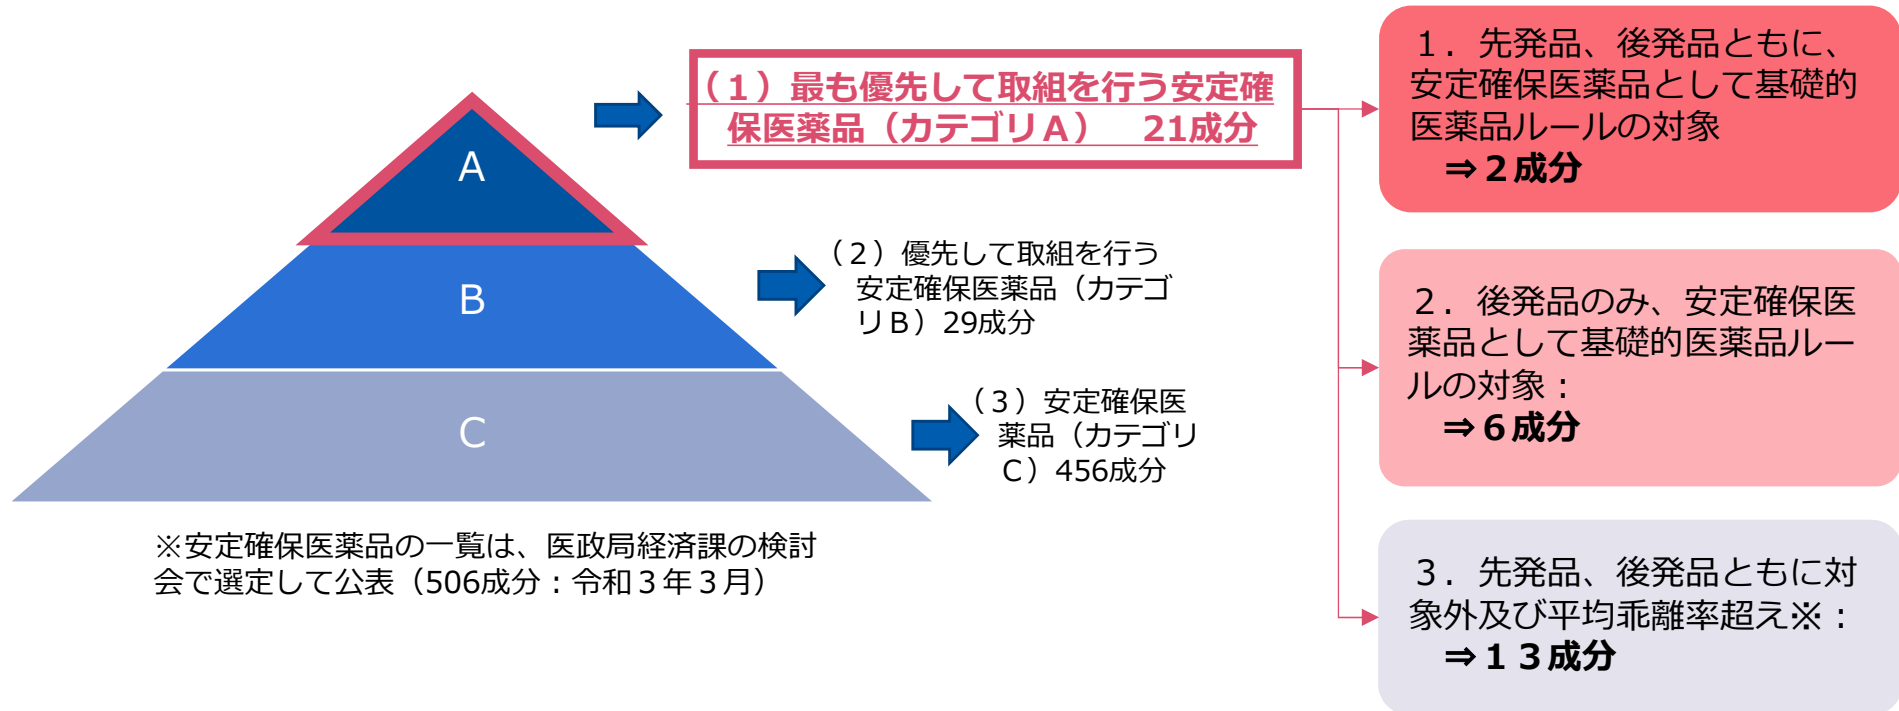 A
B
C
（１）最も優先して取組を行う安定確
保医薬品（カテゴリＡ）　21成分
（２）優先して取組を行う
安定確保医薬品（カテゴ
リＢ）29成分
（３）安定確保医
薬品（カテゴリ
Ｃ）456成分
※安定確保医薬品の一覧は、医政局経済課の検討
会で選定して公表（506成分：令和３年３月）
１．先発品、後発品ともに、
安定確保医薬品として基礎的
医薬品ルールの対象
⇒２成分
２．後発品のみ、安定確保医
薬品として基礎的医薬品ルー
ルの対象：
⇒６成分
３．先発品、後発品ともに対
象外及び平均乖離率超え※：
⇒１３成分